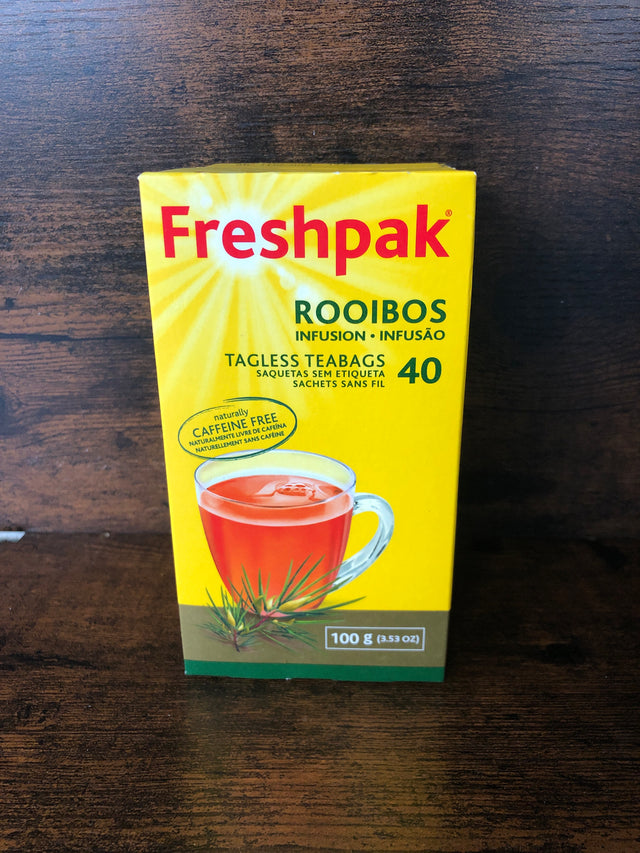 Freshpak®
ROOIBOS
INFUSION • INFUSÃO
TAGLESS TEABAGS 40
SAQUETAS SEM ETIQUETA
SACHETS SANS FIL
naturally
CAFFEINE FREE
NATURALMENTE LIVRE DE CAFEÍNA
NATURELLEMENT SANS CAFÉINE
100 g (3.53 OZ)